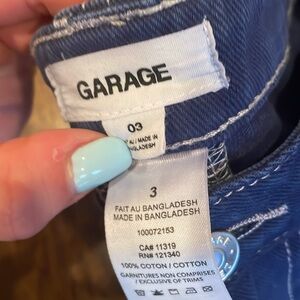 GARAGE
03
AU / MADE IN
BANGLADESH
3
FAIT AU BANGLADESH
MADE IN BANGLADESH
100072153
CA# 11319
RN# 121340
100% COTON / COTTON
GARNITURES NON COMPRISES
/ EXCLUSIVE OF TRIMS